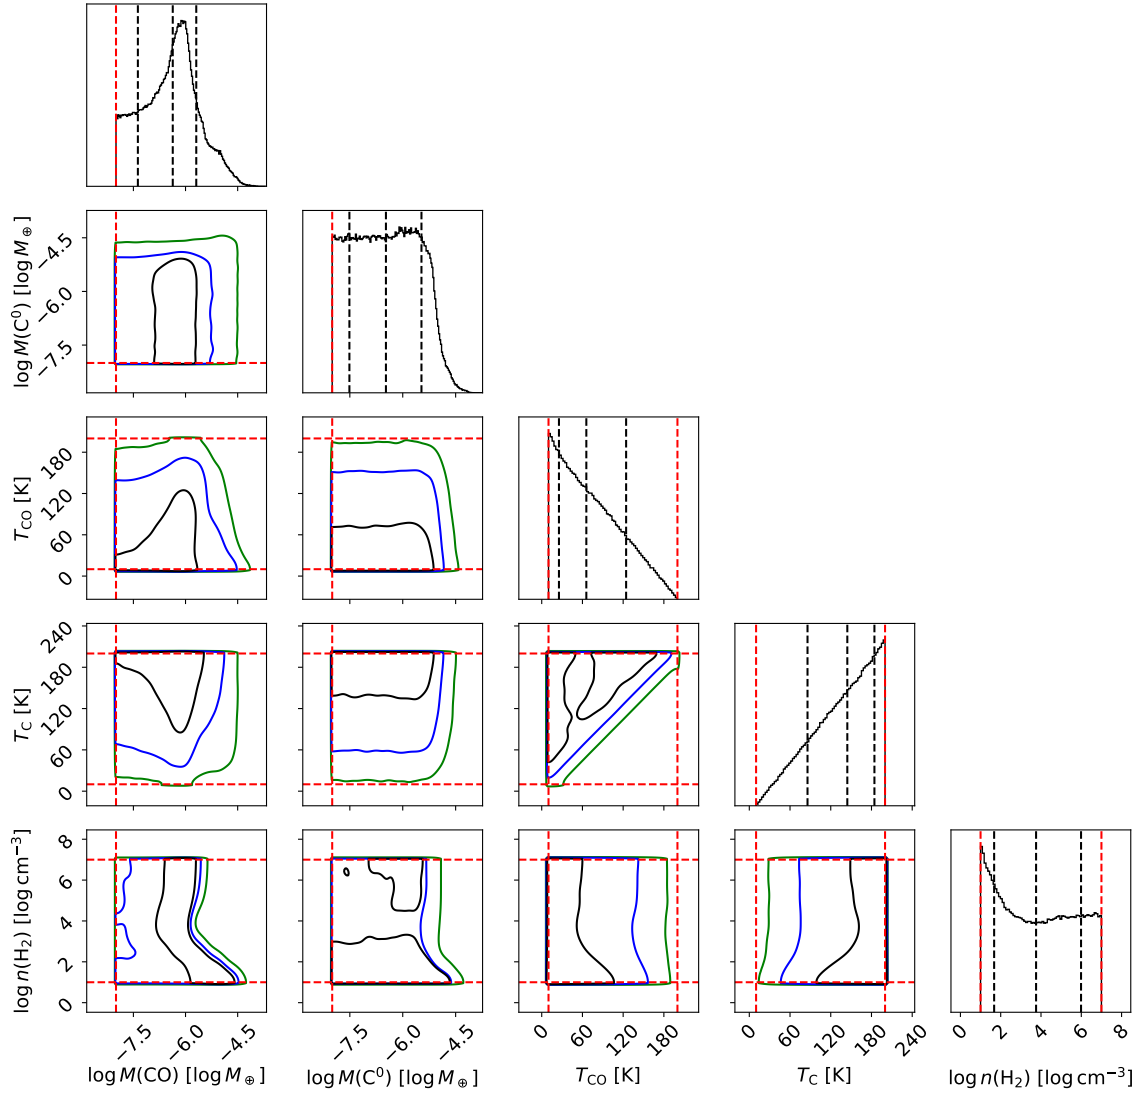 log M(C⁰) [log M⊕]
−4.5
−6.0
−7.5
T_CO [K]
180
120
60
0
T_C [K]
240
180
120
60
0
log n(H₂) [log cm⁻³]
8
6
4
2
0
−7.5 −6.0 −4.5
−7.5 −6.0 −4.5
0 60 120 180
0 60 120 180 240
0 2 4 6 8
log M(CO) [log M⊕]
log M(C⁰) [log M⊕]
T_CO [K]
T_C [K]
log n(H₂) [log cm⁻³]